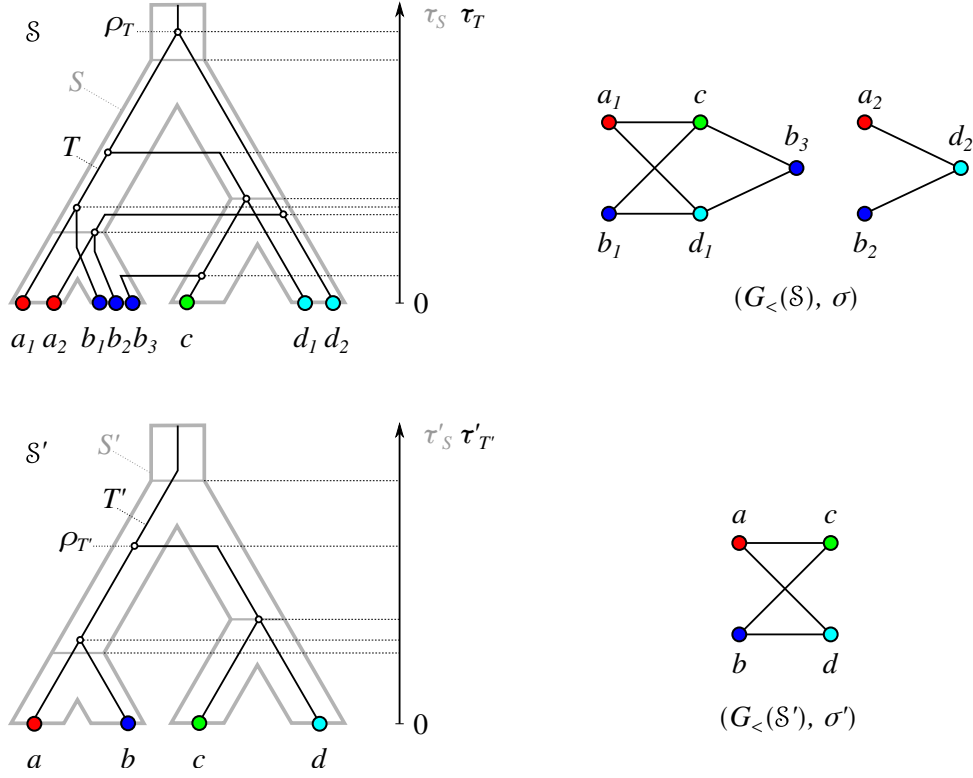 𝒮
ρ_T
τ_S τ_T
S
T
a_1 c
b_3
b_1 d_1
a_2
d_2
b_2
0
(G_<(𝒮), σ)
a_1 a_2 b_1 b_2 b_3 c d_1 d_2
𝒮′
S′
τ′_S τ′_T′
T′
ρ_T′
a c
b d
0
(G_<(𝒮′), σ′)
a b c d